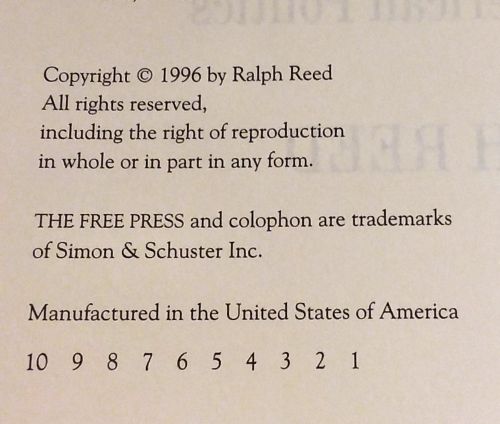 Copyright © 1996 by Ralph Reed
All rights reserved,
including the right of reproduction
in whole or in part in any form.
THE FREE PRESS and colophon are trademarks
of Simon & Schuster Inc.
Manufactured in the United States of America
10 9 8 7 6 5 4 3 2 1